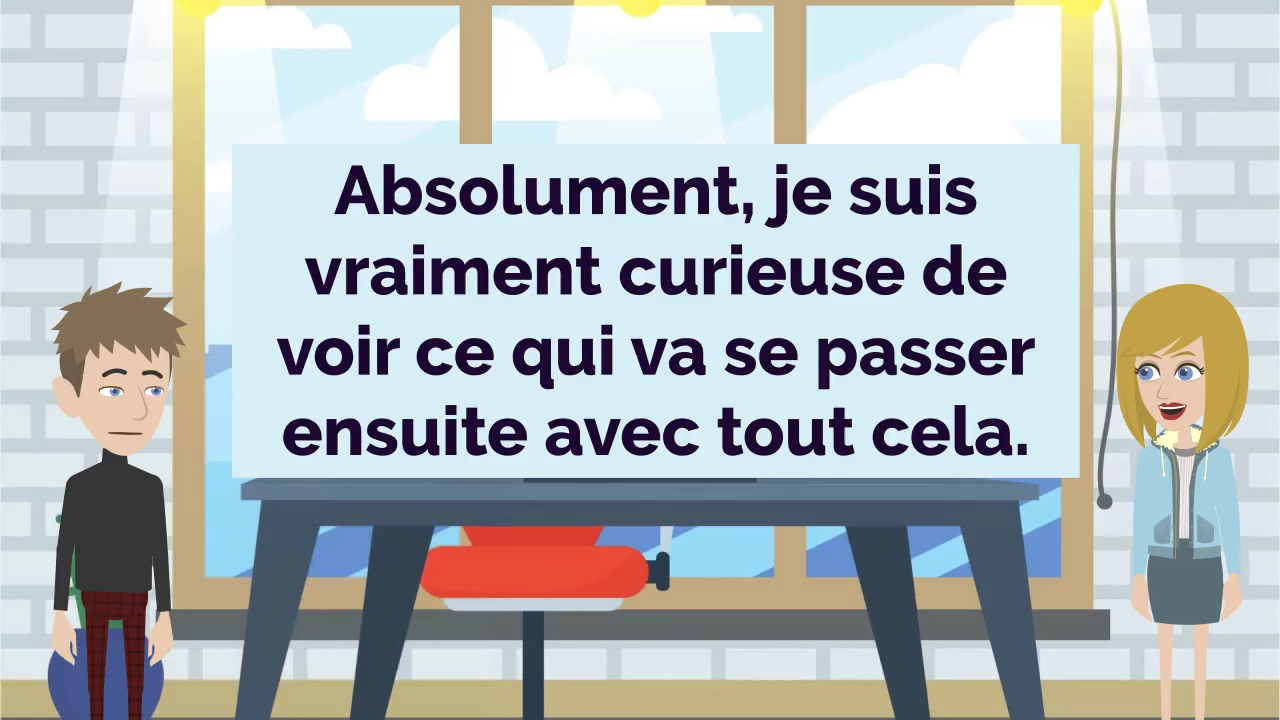 Absolument, je suis
vraiment curieuse de
voir ce qui va se passer
ensuite avec tout cela.